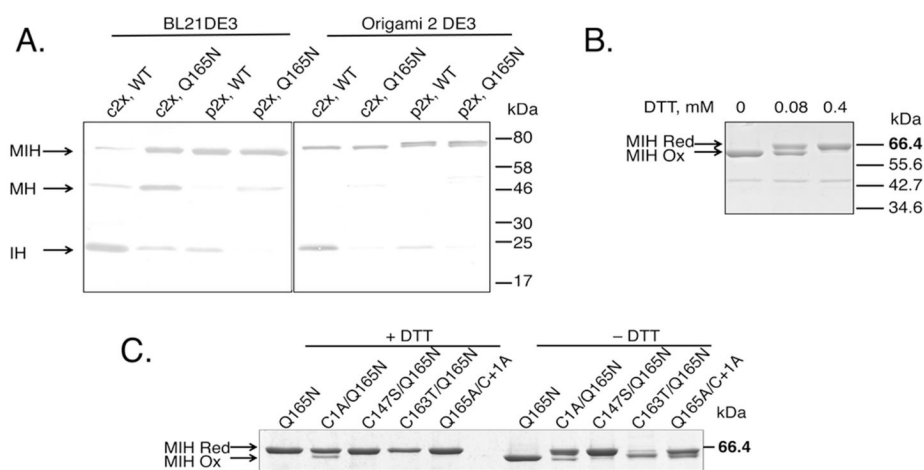 A.
BL21DE3
Origami 2 DE3
c2x, WT
c2x, Q165N
p2x, WT
p2x, Q165N
c2x, WT
c2x, Q165N
p2x, WT
p2x, Q165N
kDa
MIH
MH
IH
80
58
46
30
25
17
B.
DTT, mM 0 0.08 0.4
kDa
MIH Red
MIH Ox
66.4
55.6
42.7
34.6
C.
+ DTT
– DTT
Q165N
C1A/Q165N
C147S/Q165N
C163T/Q165N
Q165A/C+1A
Q165N
C1A/Q165N
C147S/Q165N
C163T/Q165N
Q165A/C+1A
kDa
MIH Red
MIH Ox
66.4